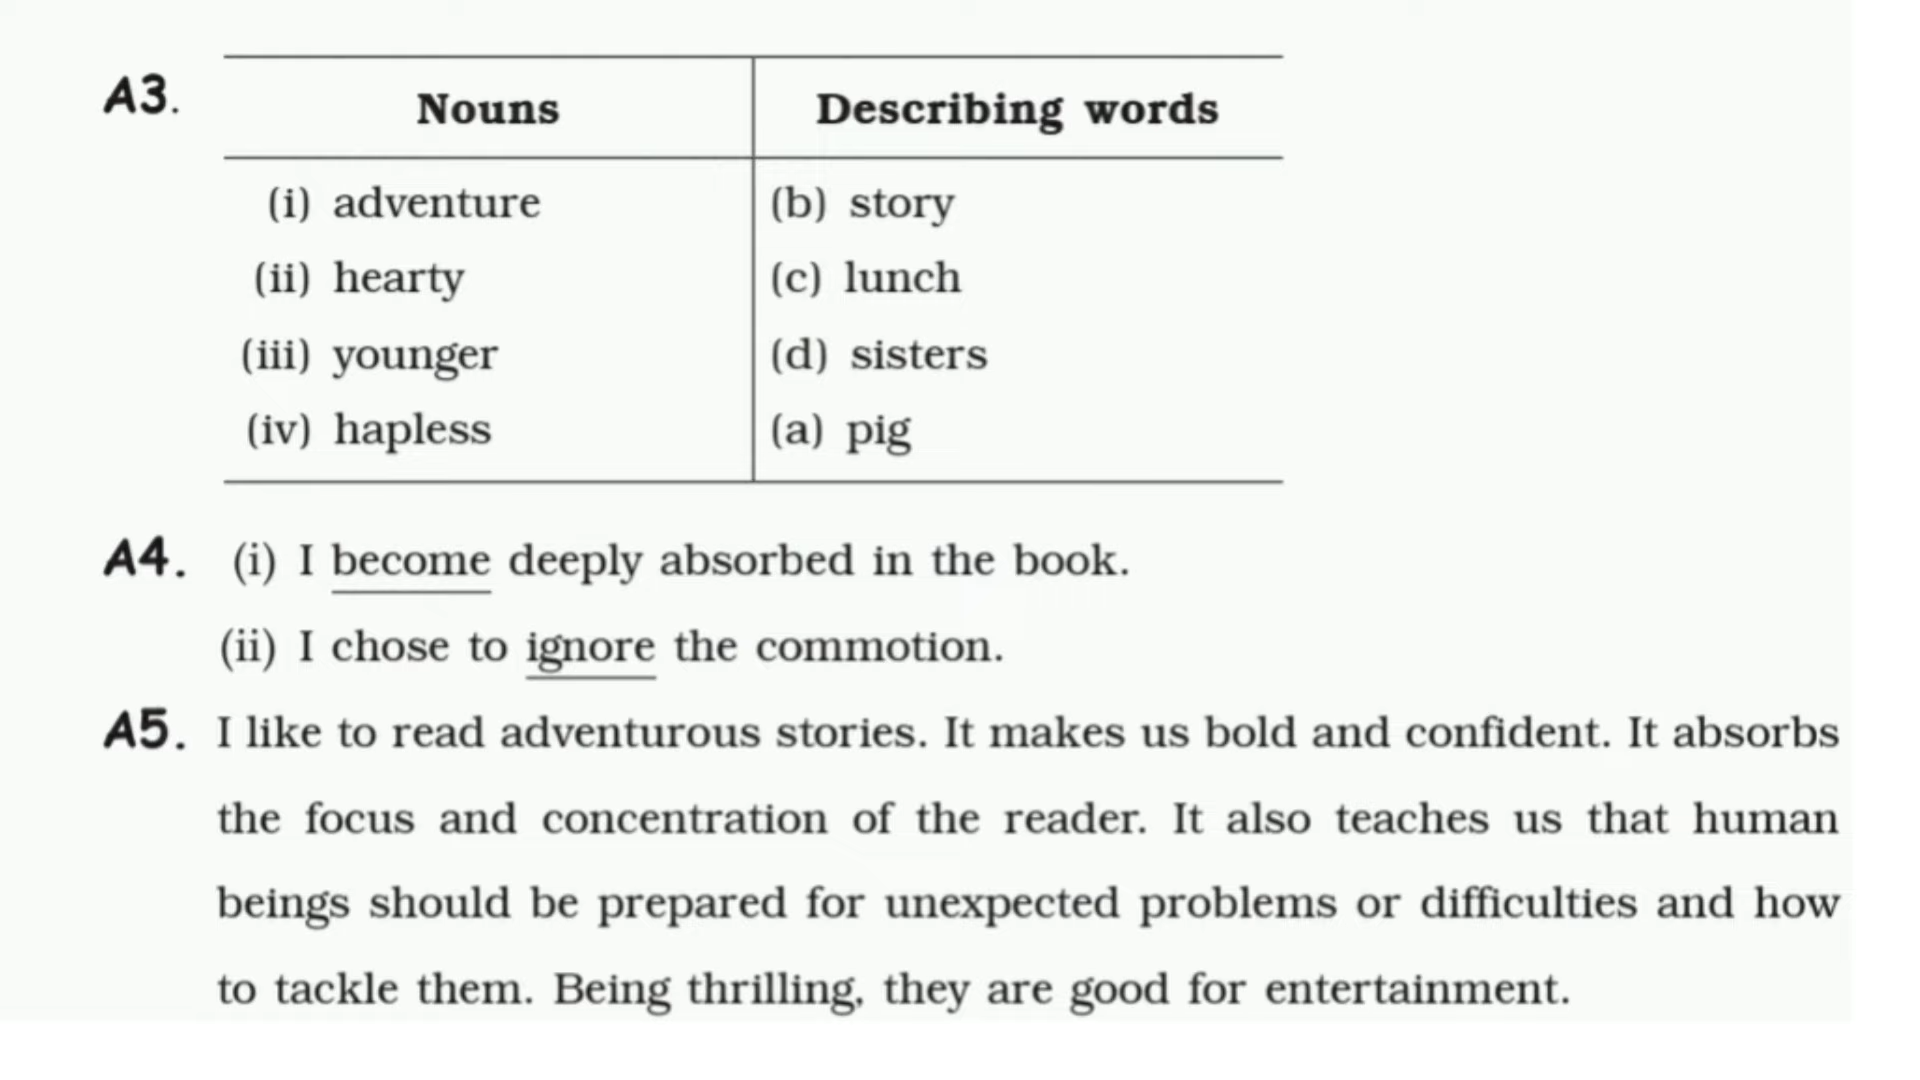 A3. Nouns Describing words
(i) adventure (b) story
(ii) hearty (c) lunch
(iii) younger (d) sisters
(iv) hapless (a) pig
A4. (i) I become deeply absorbed in the book.
(ii) I chose to ignore the commotion.
A5. I like to read adventurous stories. It makes us bold and confident. It absorbs
the focus and concentration of the reader. It also teaches us that human
beings should be prepared for unexpected problems or difficulties and how
to tackle them. Being thrilling, they are good for entertainment.